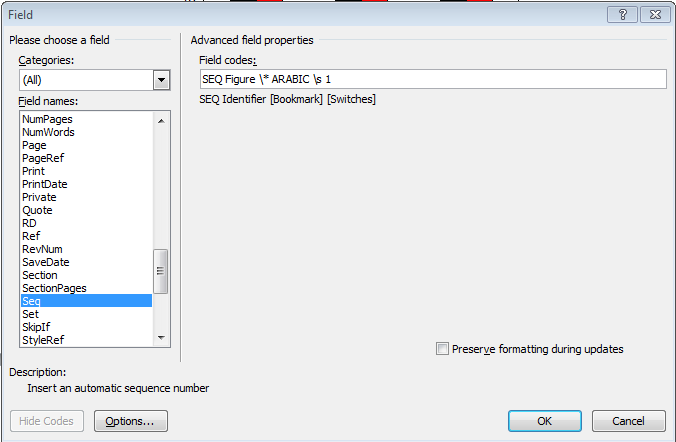 Field
Please choose a field
Categories:
(All)
Field names:
NumPages
NumWords
Page
PageRef
Print
PrintDate
Private
Quote
RD
Ref
RevNum
SaveDate
Section
SectionPages
Seq
Set
SkipIf
StyleRef
Advanced field properties
Field codes:
SEQ Figure \* ARABIC \s 1
SEQ Identifier [Bookmark] [Switches]
Preserve formatting during updates
Description:
Insert an automatic sequence number
Hide Codes
Options...
OK
Cancel